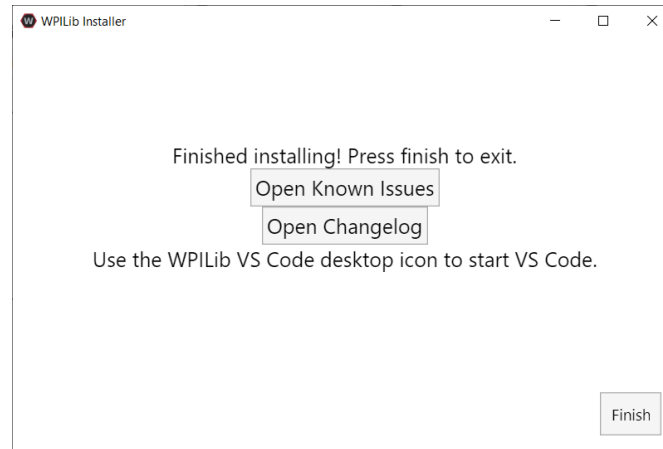 WPILib Installer
Finished installing! Press finish to exit.
Open Known Issues
Open Changelog
Use the WPILib VS Code desktop icon to start VS Code.
Finish